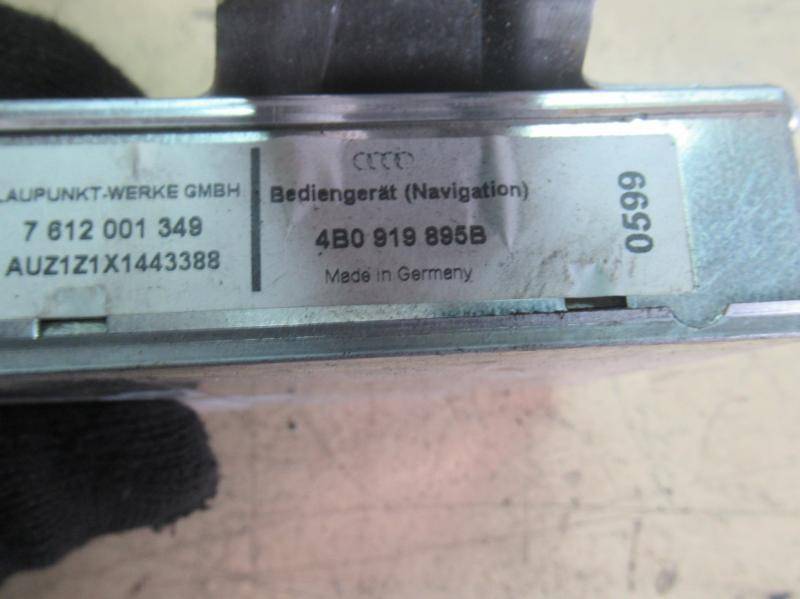 LAUPUNKT-WERKE GMBH
7 612 001 349
AUZ1Z1X1443388
Bediengerät (Navigation)
4B0 919 895B
Made in Germany
0599